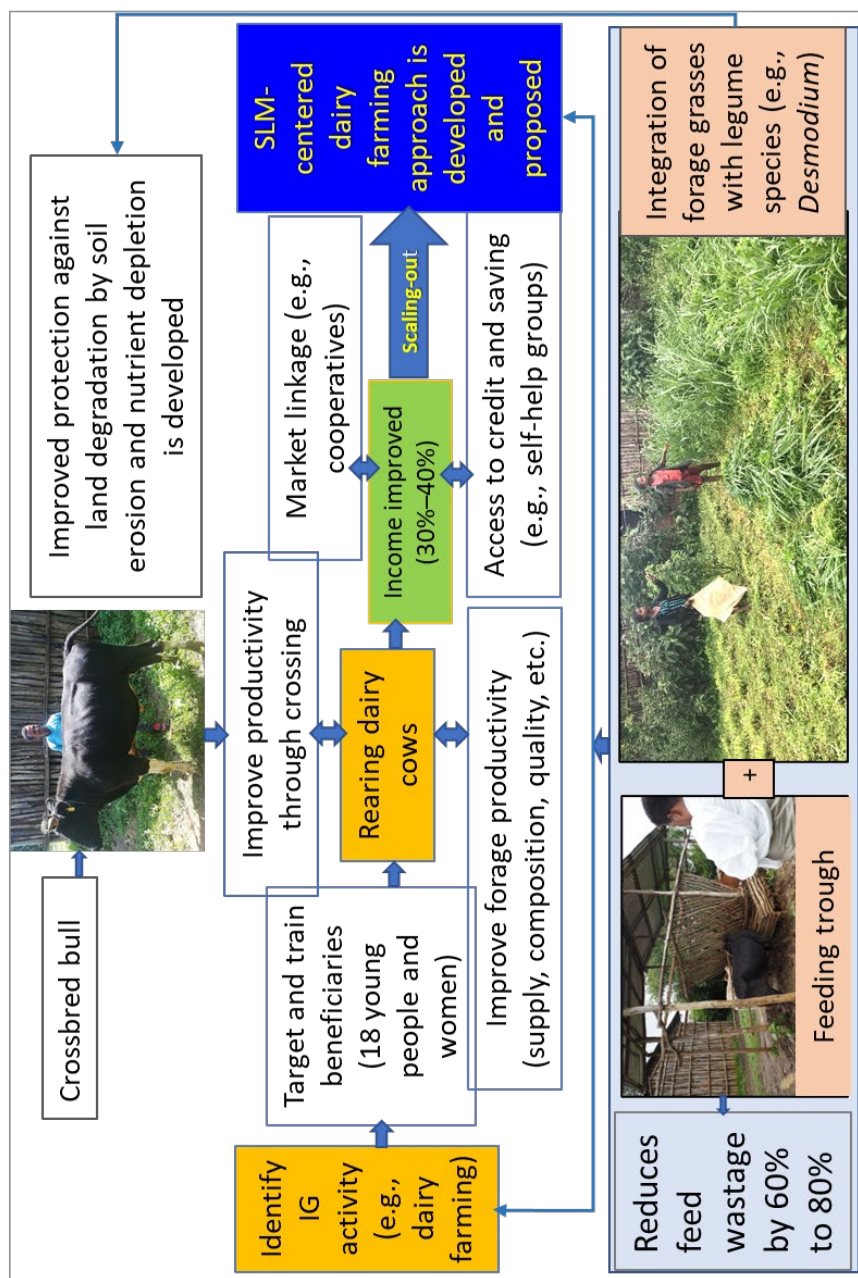 Crossbred bull
Improved protection against
land degradation by soil
erosion and nutrient depletion
is developed
Identify
IG
activity
(e.g.,
dairy
farming)
Target and train
beneficiaries
(18 young
people and
women)
Improve productivity
through crossing
Rearing dairy
cows
Improve forage productivity
(supply, composition, quality, etc.)
Market linkage (e.g.,
cooperatives)
Income improved
(30%–40%)
Access to credit and saving
(e.g., self-help groups)
Scaling-out
SLM-
centered
dairy
farming
approach is
developed
and
proposed
Reduces
feed
wastage
by 60%
to 80%
Feeding trough
+
Integration of
forage grasses
with legume
species (e.g.,
Desmodium)